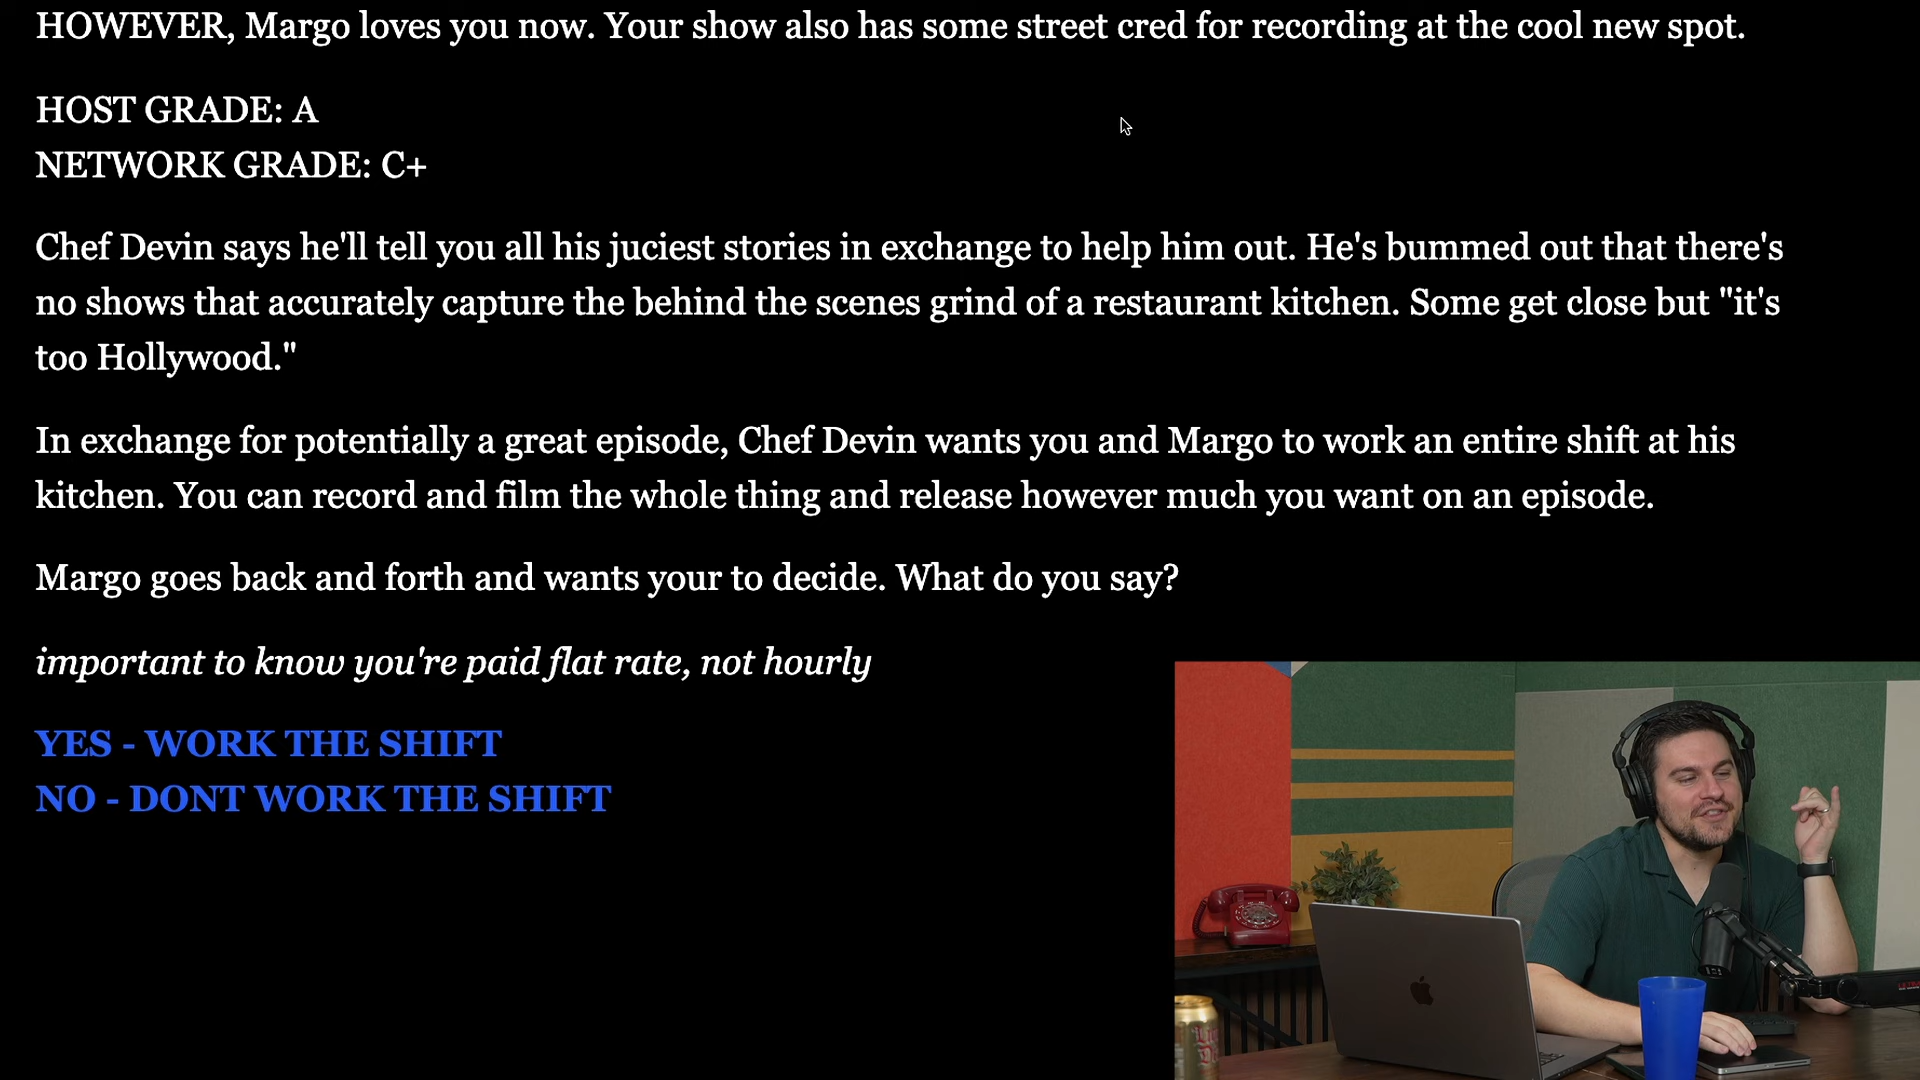 HOWEVER, Margo loves you now. Your show also has some street cred for recording at the cool new spot.
HOST GRADE: A
NETWORK GRADE: C+
Chef Devin says he'll tell you all his juciest stories in exchange to help him out. He's bummed out that there's
no shows that accurately capture the behind the scenes grind of a restaurant kitchen. Some get close but "it's
too Hollywood."
In exchange for potentially a great episode, Chef Devin wants you and Margo to work an entire shift at his
kitchen. You can record and film the whole thing and release however much you want on an episode.
Margo goes back and forth and wants your to decide. What do you say?
important to know you're paid flat rate, not hourly
YES - WORK THE SHIFT
NO - DONT WORK THE SHIFT